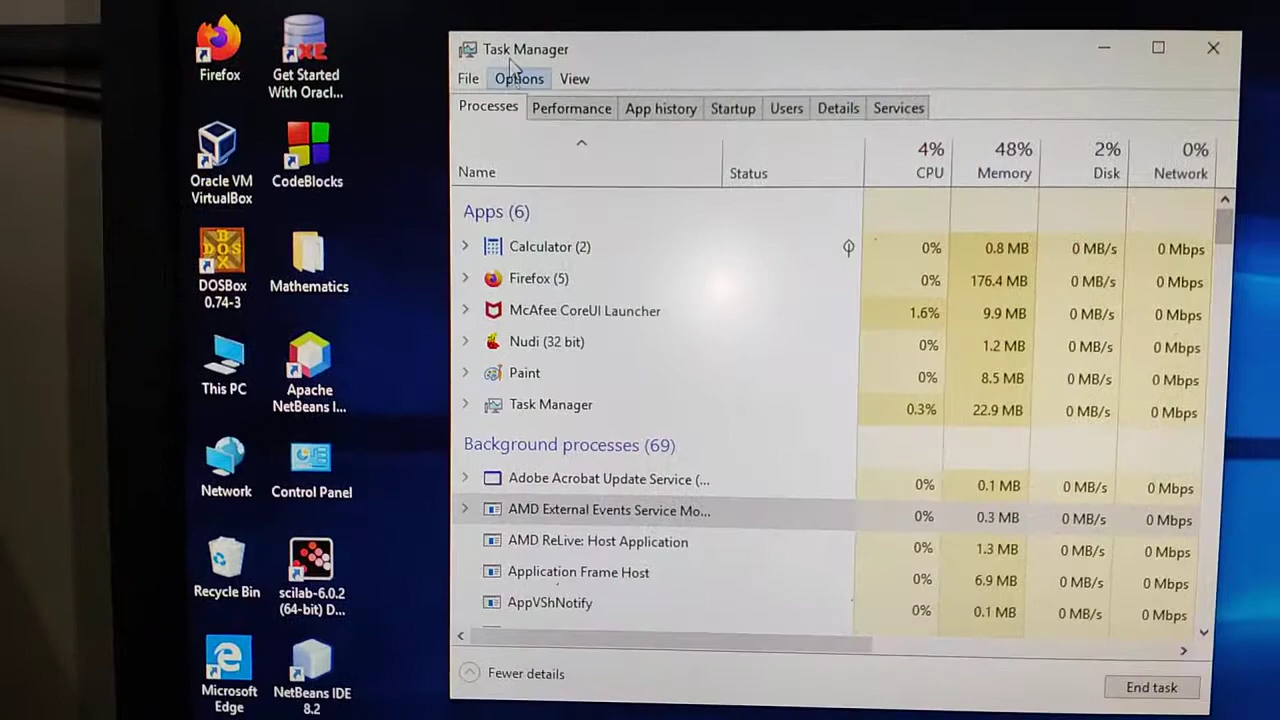 Firefox
Get Started
With Oracl...
Oracle VM
VirtualBox
CodeBlocks
DOSBox
0.74-3
Mathematics
This PC
Apache
NetBeans I...
Network
Control Panel
Recycle Bin
scilab-6.0.2
(64-bit) D...
Microsoft
Edge
NetBeans IDE
8.2
Task Manager
File Options View
Processes Performance App history Startup Users Details Services
4% 48% 2% 0%
Name Status CPU Memory Disk Network
Apps (6)
Calculator (2) 0% 0.8 MB 0 MB/s 0 Mbps
Firefox (5) 0% 176.4 MB 0 MB/s 0 Mbps
McAfee CoreUI Launcher 1.6% 9.9 MB 0 MB/s 0 Mbps
Nudi (32 bit) 0% 1.2 MB 0 MB/s 0 Mbps
Paint 0% 8.5 MB 0 MB/s 0 Mbps
Task Manager 0.3% 22.9 MB 0 MB/s 0 Mbps
Background processes (69)
Adobe Acrobat Update Service (... 0% 0.1 MB 0 MB/s 0 Mbps
AMD External Events Service Mo... 0% 0.3 MB 0 MB/s 0 Mbps
AMD ReLive: Host Application 0% 1.3 MB 0 MB/s 0 Mbps
Application Frame Host 0% 6.9 MB 0 MB/s 0 Mbps
AppVShNotify 0% 0.1 MB 0 MB/s 0 Mbps
Fewer details
End task